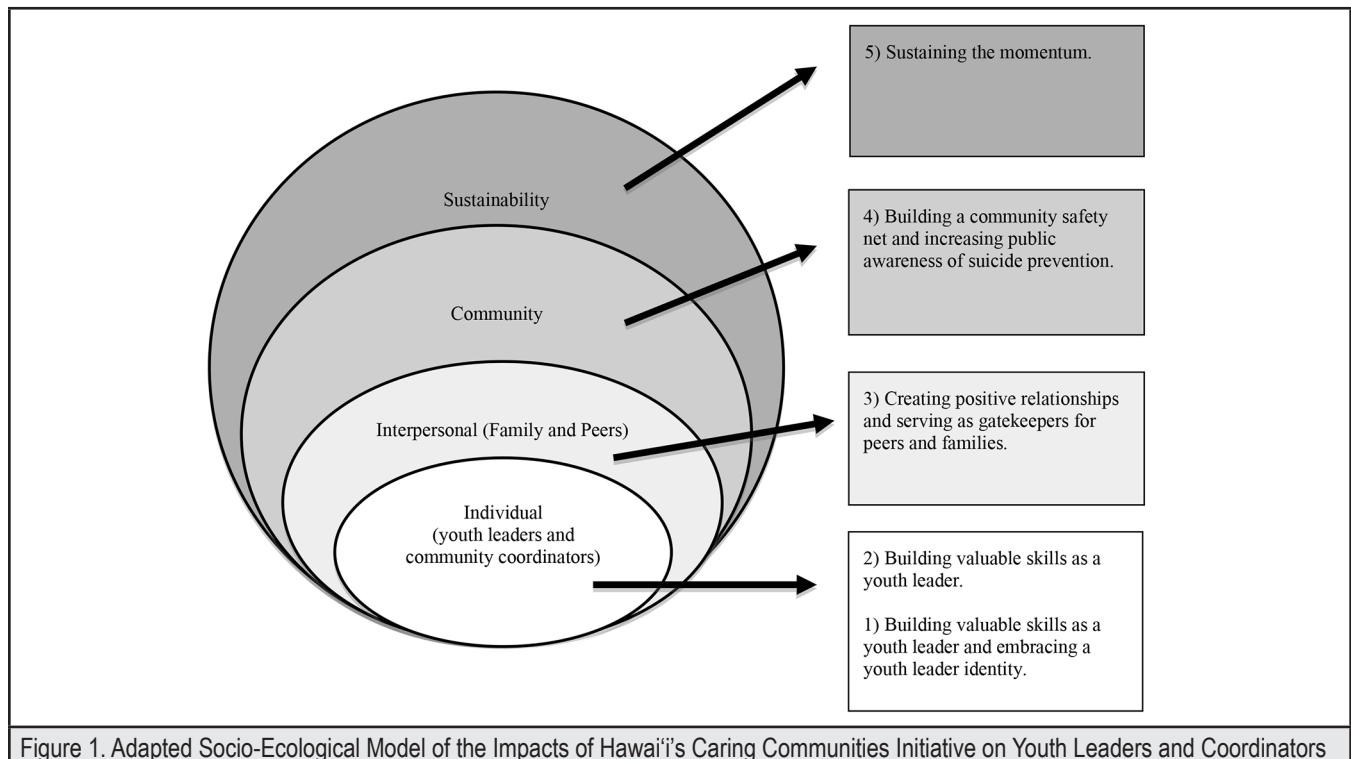 5) Sustaining the momentum.
Sustainability
4) Building a community safety
net and increasing public
awareness of suicide prevention.
Community
3) Creating positive relationships
and serving as gatekeepers for
peers and families.
Interpersonal (Family and Peers)
Individual
(youth leaders and
community coordinators)
2) Building valuable skills as a
youth leader.
1) Building valuable skills as a
youth leader and embracing a
youth leader identity.
Figure 1. Adapted Socio-Ecological Model of the Impacts of Hawai‘i’s Caring Communities Initiative on Youth Leaders and Coordinators